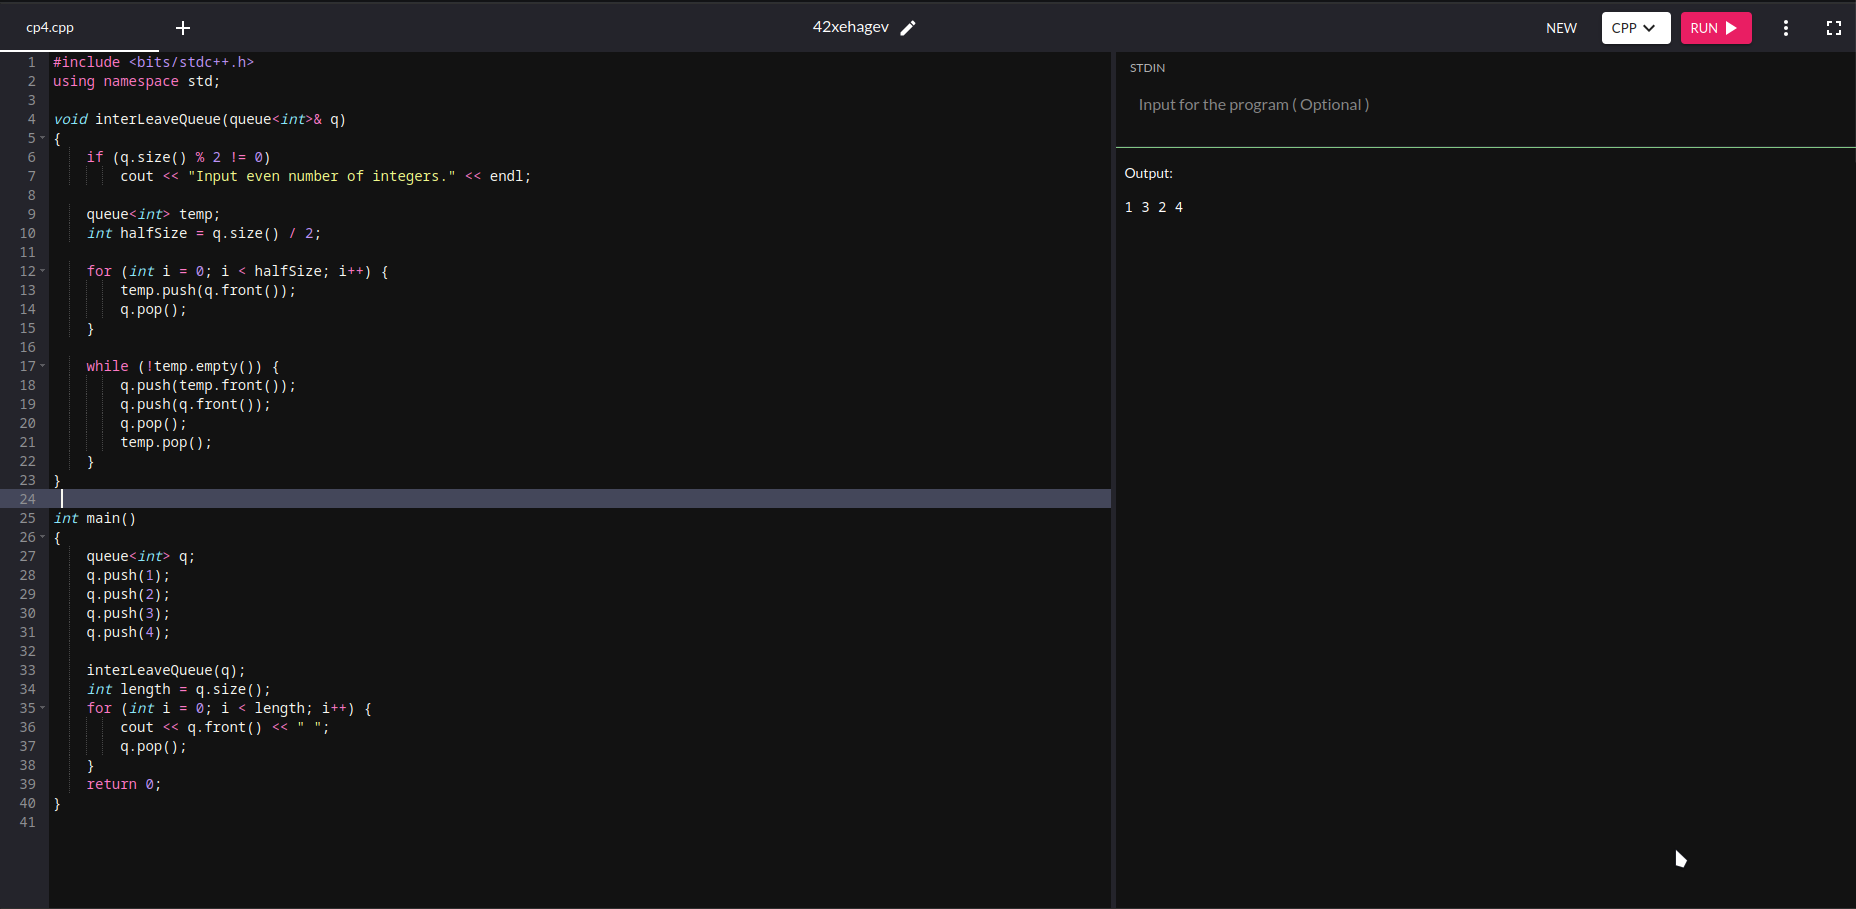 cp4.cpp + 42xehagev NEW CPP RUN
1 #include <bits/stdc++.h>
2 using namespace std;
3
4 void interLeaveQueue(queue<int>& q)
5 {
6     if (q.size() % 2 != 0)
7         cout << "Input even number of integers." << endl;
8
9     queue<int> temp;
10     int halfSize = q.size() / 2;
11
12     for (int i = 0; i < halfSize; i++) {
13         temp.push(q.front());
14         q.pop();
15     }
16
17     while (!temp.empty()) {
18         q.push(temp.front());
19         q.push(q.front());
20         q.pop();
21         temp.pop();
22     }
23 }
24
25 int main()
26 {
27     queue<int> q;
28     q.push(1);
29     q.push(2);
30     q.push(3);
31     q.push(4);
32
33     interLeaveQueue(q);
34     int length = q.size();
35     for (int i = 0; i < length; i++) {
36         cout << q.front() << " ";
37         q.pop();
38     }
39     return 0;
40 }
41
STDIN
Input for the program ( Optional )
Output:
1 3 2 4